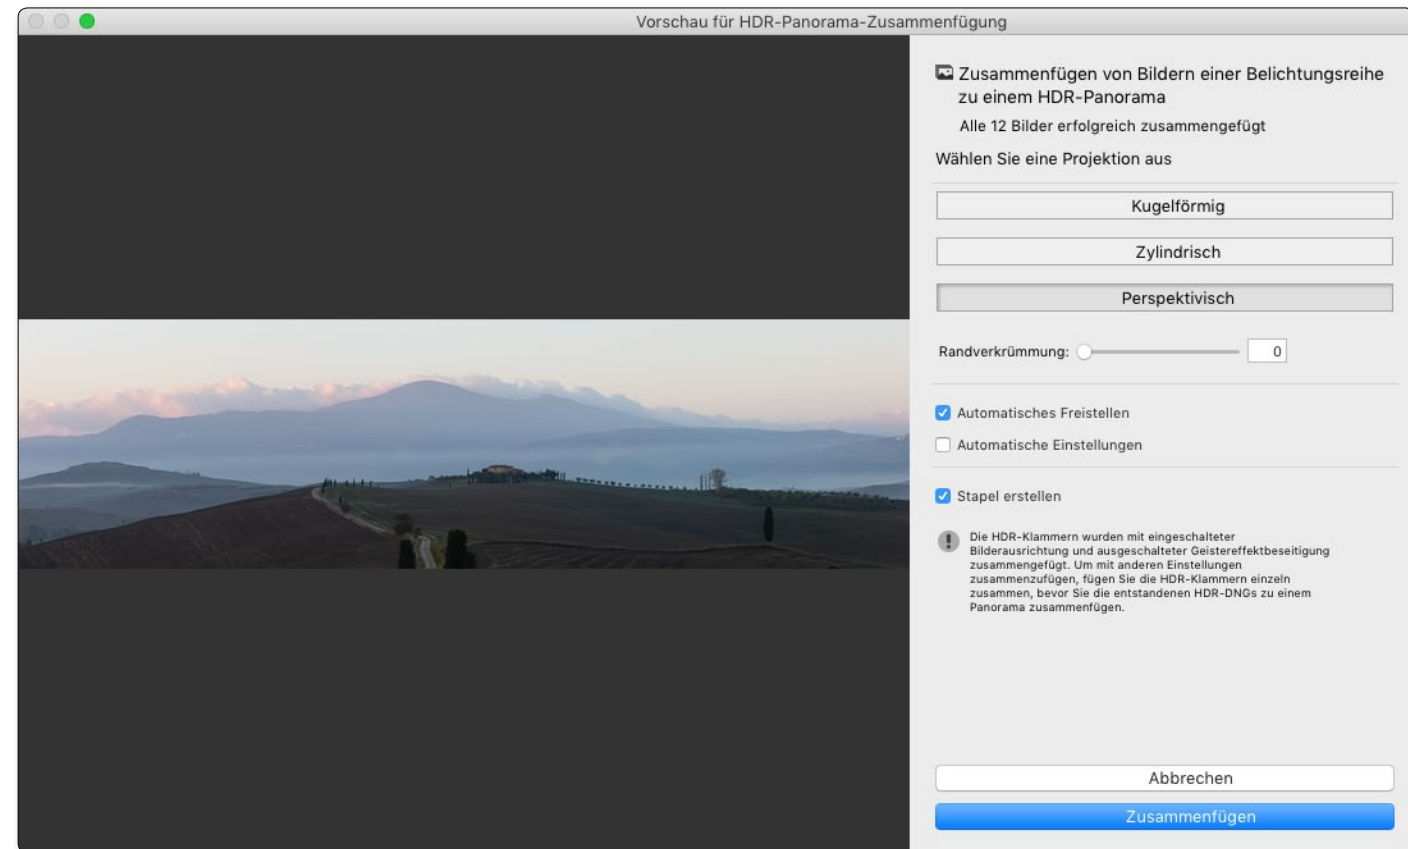 Vorschau für HDR-Panorama-Zusammenfügung
Zusammenfügen von Bildern einer Belichtungsreihe
zu einem HDR-Panorama
Alle 12 Bilder erfolgreich zusammengefügt
Wählen Sie eine Projektion aus
Kugelförmig
Zylindrisch
Perspektivisch
Randverkrümmung: 0
Automatisches Freistellen
Automatische Einstellungen
Stapel erstellen
Die HDR-Klammern wurden mit eingeschalteter
Bilderausrichtung und ausgeschalteter Geistereffektbeseitigung
zusammengefügt. Um mit anderen Einstellungen
zusammenzufügen, fügen Sie die HDR-Klammern einzeln
zusammen, bevor Sie die entstandenen HDR-DNGs zu einem
Panorama zusammenfügen.
Abbrechen
Zusammenfügen